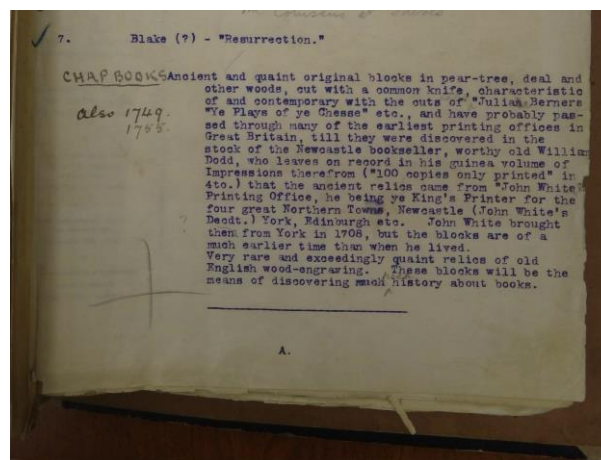 7. Blake (?) - "Resurrection."
CHAP BOOKS Ancient and quaint original blocks in pear-tree, deal and
other woods, cut with a common knife, characteristic
of and contemporary with the cuts of "Julian Berners
also 1749. "Ye Plays of ye Chesse" etc., and have probably pas-
1755. sed through many of the earliest printing offices in
Great Britain, till they were discovered in the
stock of the Newcastle bookseller, worthy old William
Dodd, who leaves on record in his guinea volume of
Impressions therefrom ("100 copies only printed" in
4to.) that the ancient relics came from "John White
Printing Office, he being ye King's Printer for the
four great Northern Towns, Newcastle (John White's
Decdt.) York, Edinburgh etc. John White brought
them from York in 1708, but the blocks are of a
much earlier time than when he lived.
Very rare and exceedingly quaint relics of old
English wood-engraving. These blocks will be the
means of discovering much history about books.
A.